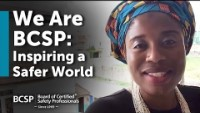 We Are
BCSP:
Inspiring a
Safer World
BCSP
Board of Certified
Safety Professionals